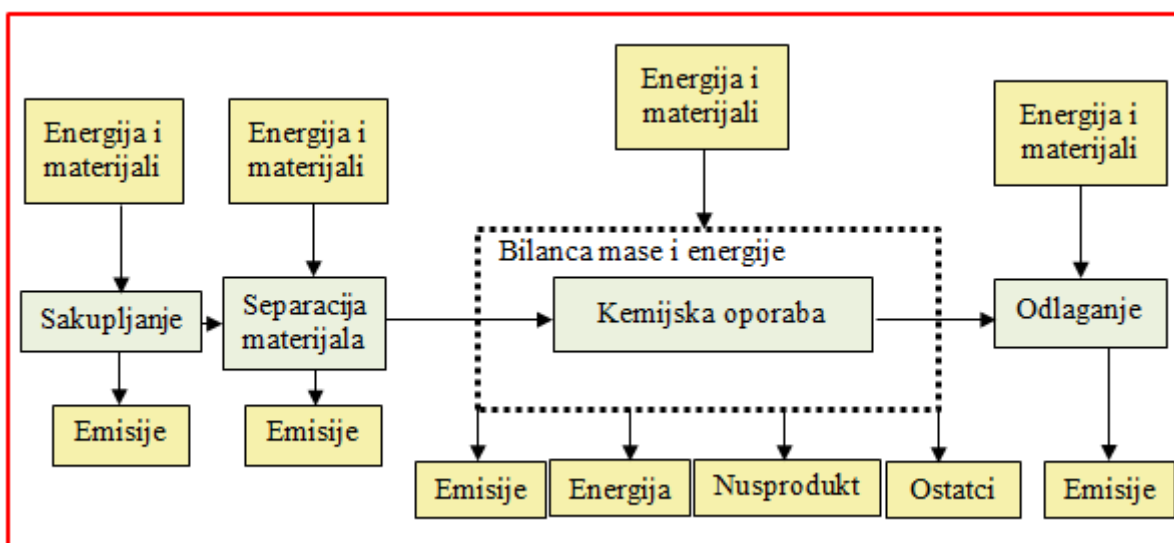 Energija i
materijali
Energija i
materijali
Energija i
materijali
Energija i
materijali
Bilanca mase i energije
Sakupljanje
Separacija
materijala
Kemijska oporaba
Odlaganje
Emisije
Emisije
Emisije
Energija
Nusprodukt
Ostatci
Emisije